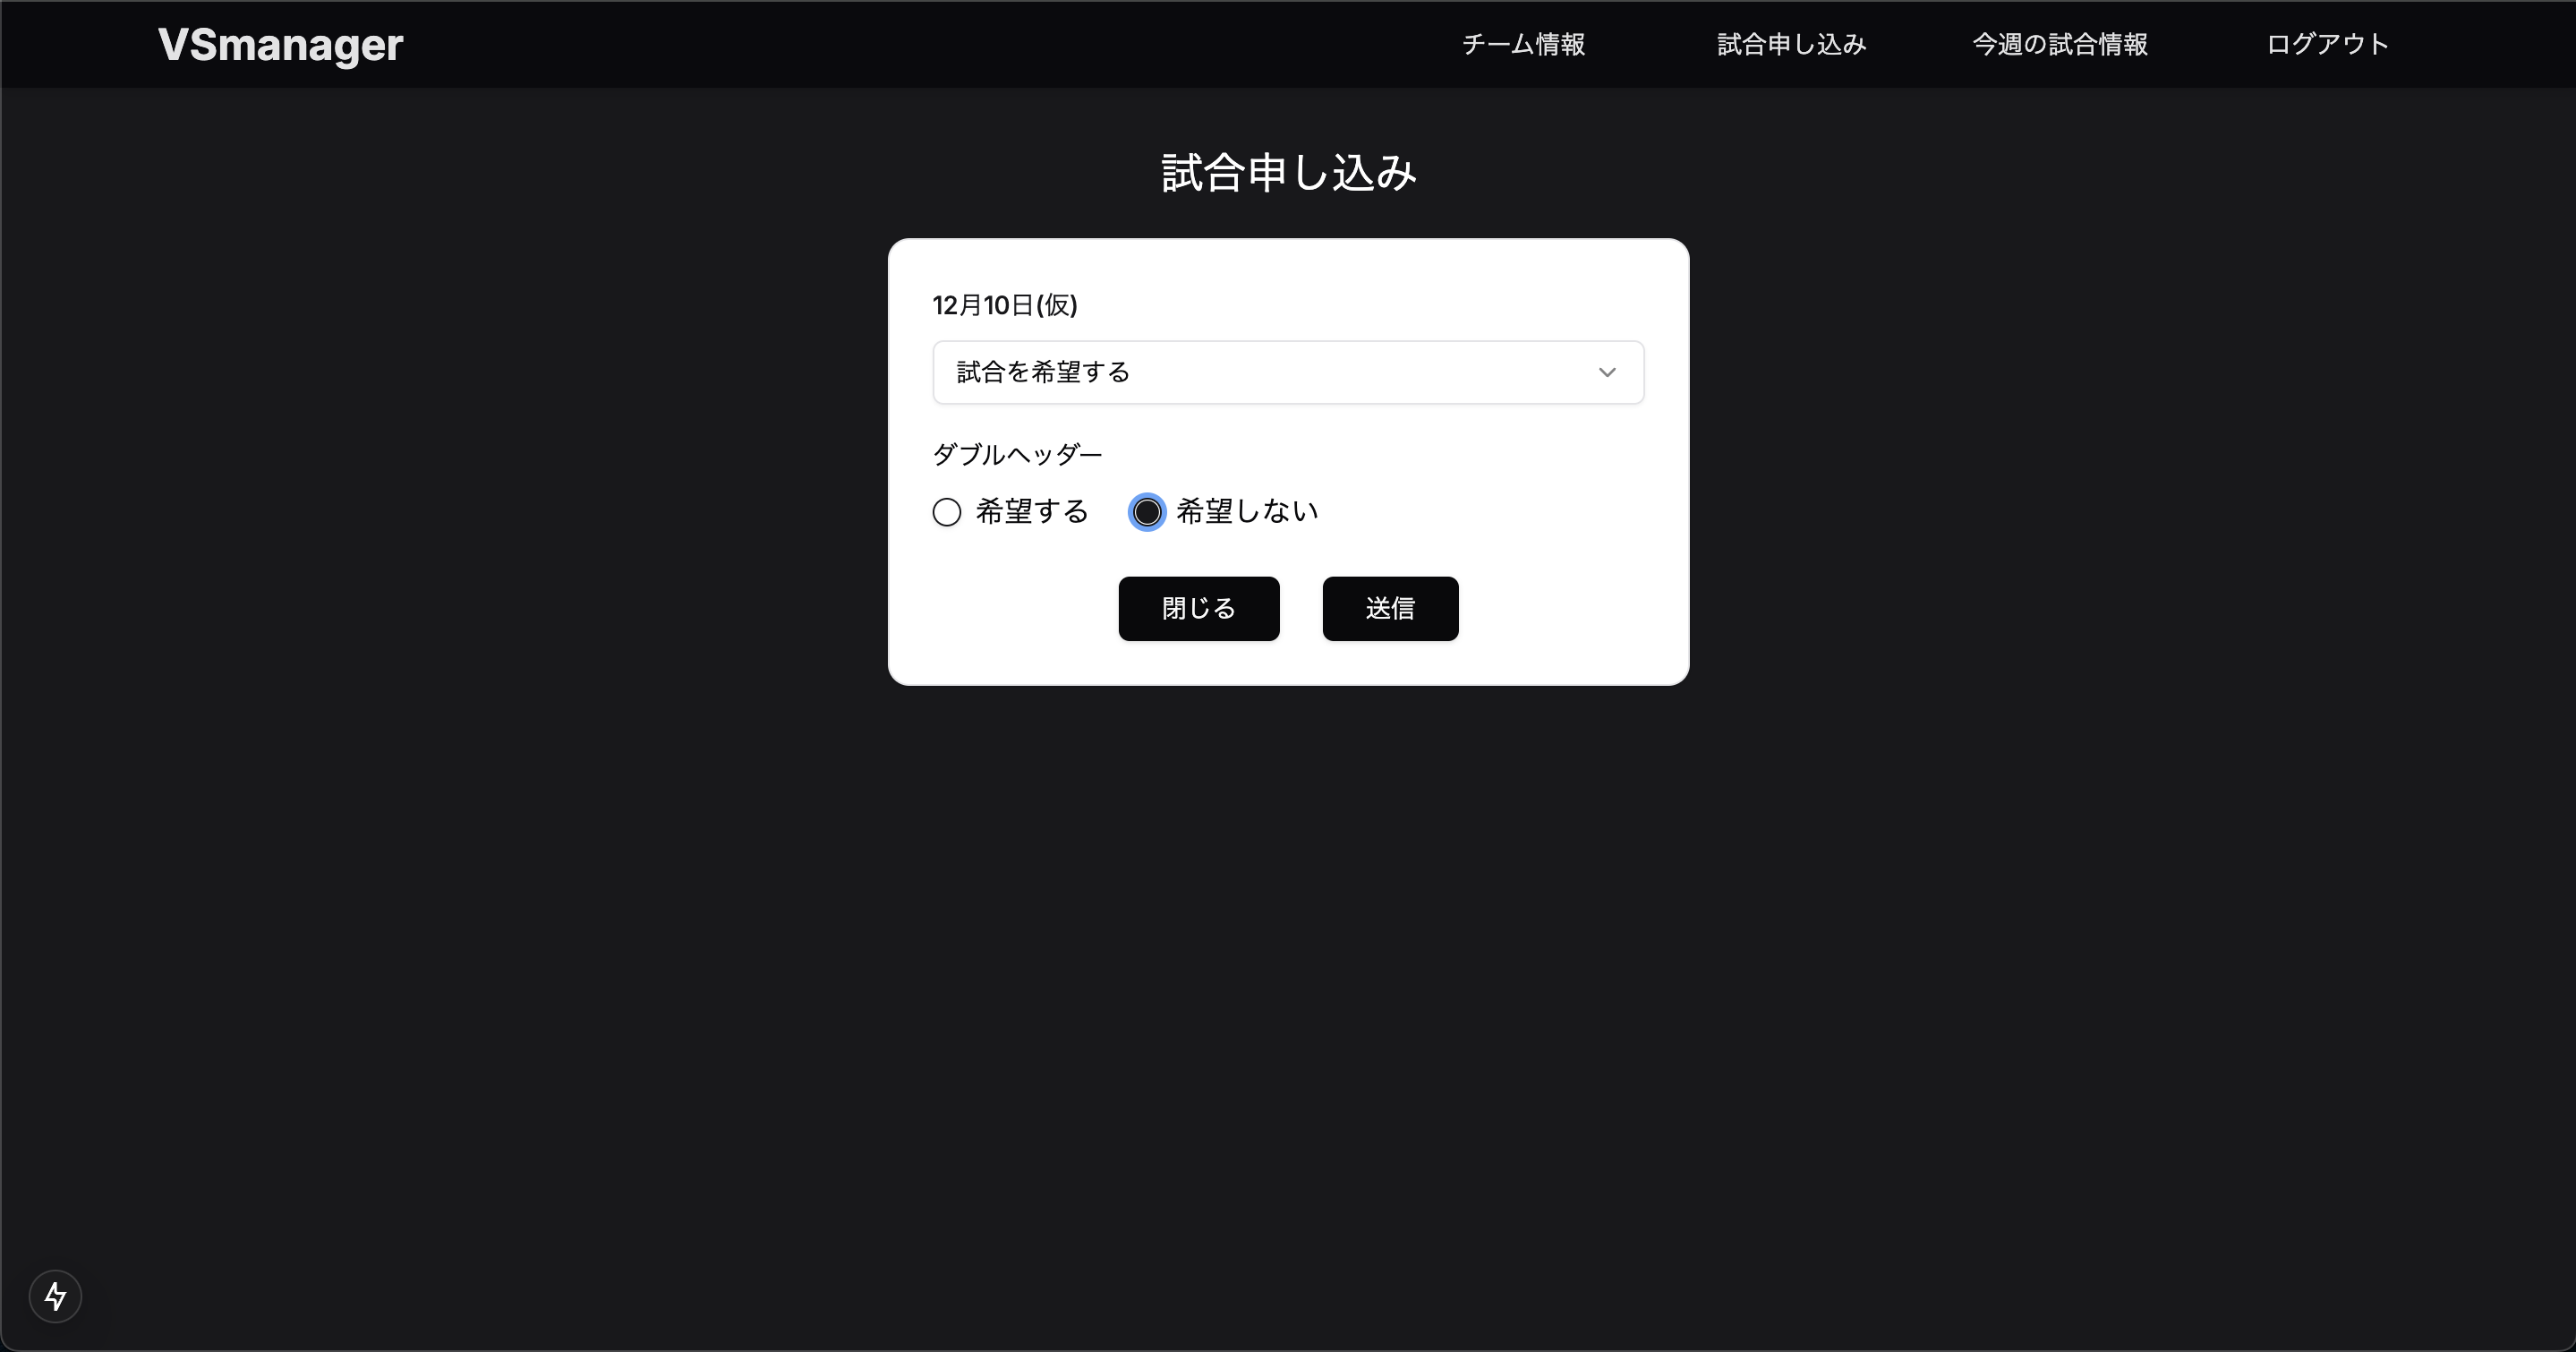 VSmanager
チーム情報
試合申し込み
今週の試合情報
ログアウト
試合申し込み
12月10日(仮)
試合を希望する
ダブルヘッダー
希望する
希望しない
閉じる
送信